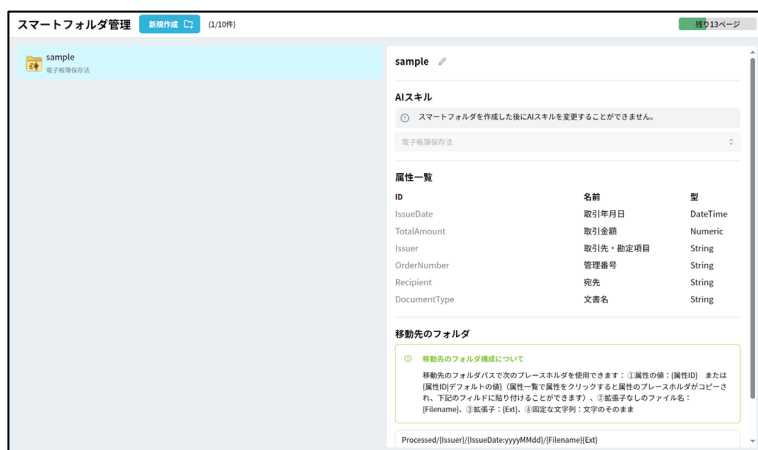 スマートフォルダ管理 新規作成 (1/10件) 残り13ページ
sample
電子帳簿保存法
sample
AIスキル
スマートフォルダを作成した後にAIスキルを変更することができません。
電子帳簿保存法
属性一覧
ID 名前 型
IssueDate 取引年月日 DateTime
TotalAmount 取引金額 Numeric
Issuer 取引先・勘定項目 String
OrderNumber 管理番号 String
Recipient 宛先 String
DocumentType 文書名 String
移動先のフォルダ
移動先のフォルダ構成について
移動先のフォルダパスで次のプレースホルダを使用できます： ①属性の値：{属性ID} または
{属性ID|デフォルトの値}（属性一覧で属性をクリックすると属性のプレースホルダがコピーさ
れ、下記のフィールドに貼り付けることができます）、②拡張子なしのファイル名：
{Filename}、③拡張子：{Ext}、④固定な文字列：文字のそのまま
Processed/{Issuer}/{IssueDate:yyyyMMdd}/{Filename}{Ext}